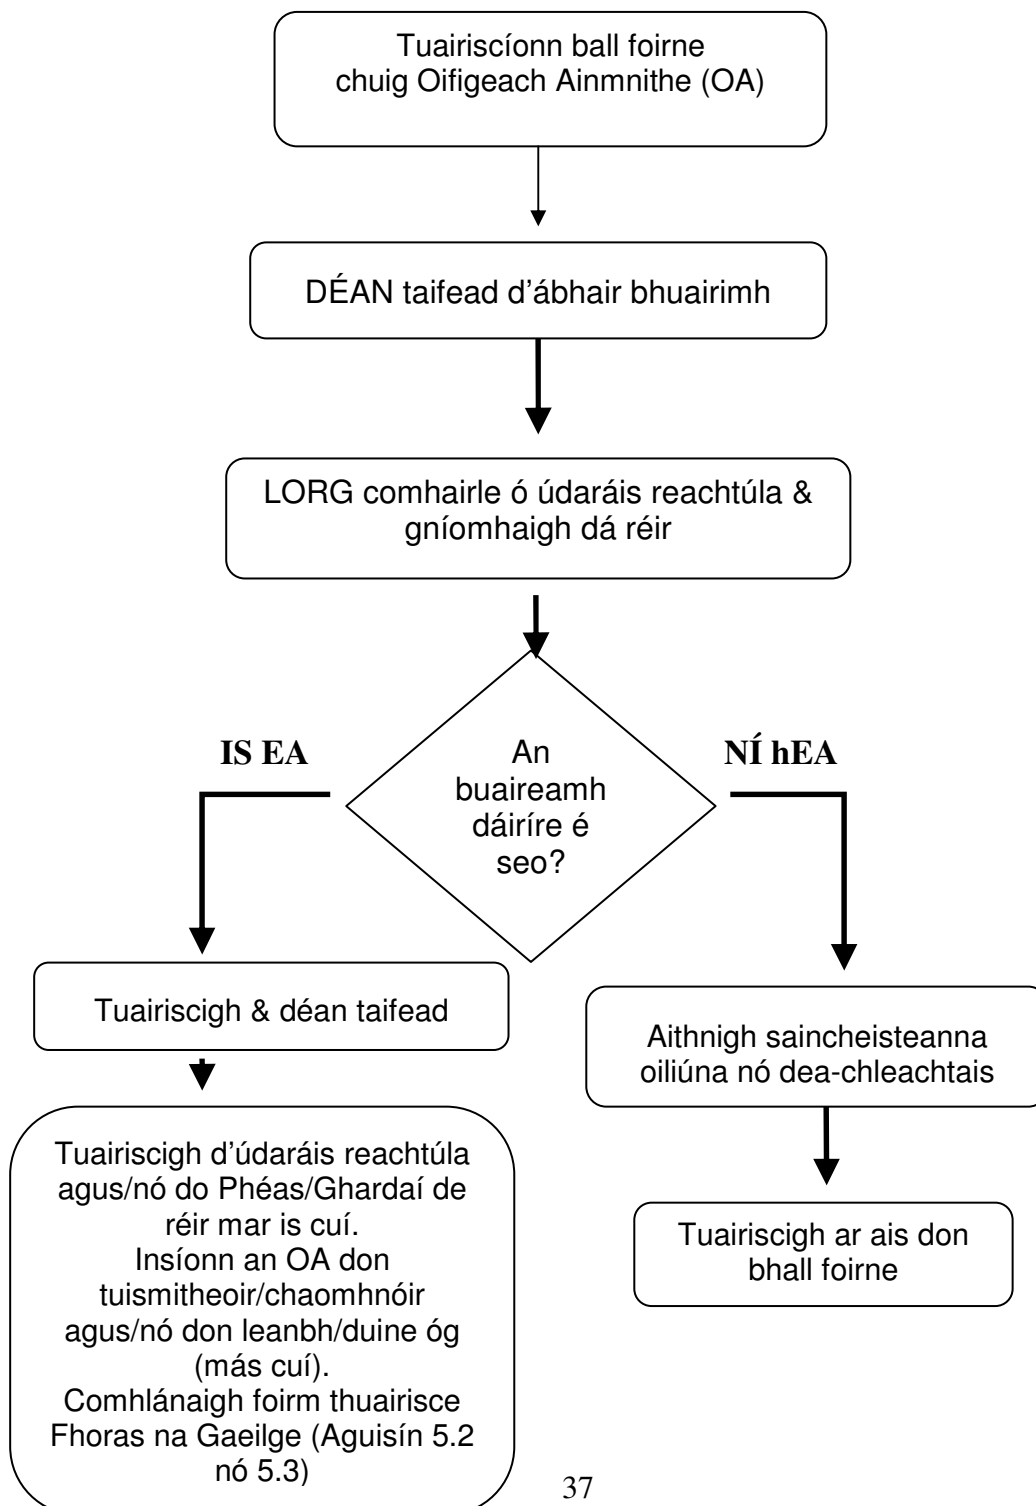 Tuairiscíonn ball foirne
chuig Oifigeach Ainmnithe (OA)
DÉAN taifead d’ábhair bhuairimh
LORG comhairle ó údaráis reachtúla &
gníomhaigh dá réir
IS EA
An
buaireamh
dáiríre é
seo?
NÍ hEA
Tuairiscigh & déan taifead
Aithnigh saincheisteanna
oiliúna nó dea-chleachtais
Tuairiscigh d’údaráis reachtúla
agus/nó do Phéas/Ghardaí de
réir mar is cuí.
Insíonn an OA don
tuismitheoir/chaomhnóir
agus/nó don leanbh/duine óg
(más cuí).
Comhlánaigh foirm thuairisce
Fhoras na Gaeilge (Aguisín 5.2
nó 5.3)
Tuairiscigh ar ais don
bhall foirne
37